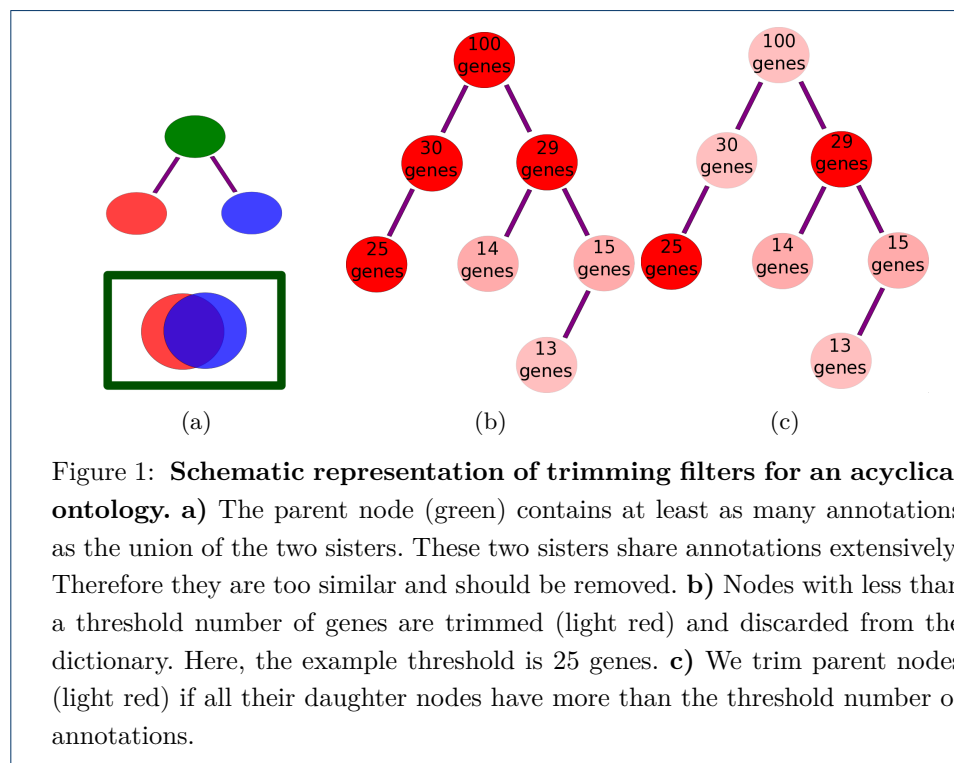 100
genes
30
genes
29
genes
25
genes
14
genes
15
genes
13
genes
100
genes
30
genes
29
genes
25
genes
14
genes
15
genes
13
genes
(a)
(b)
(c)
Figure 1: Schematic representation of trimming filters for an acyclica
ontology. a) The parent node (green) contains at least as many annotations
as the union of the two sisters. These two sisters share annotations extensively
Therefore they are too similar and should be removed. b) Nodes with less than
a threshold number of genes are trimmed (light red) and discarded from the
dictionary. Here, the example threshold is 25 genes. c) We trim parent nodes
(light red) if all their daughter nodes have more than the threshold number o
annotations.